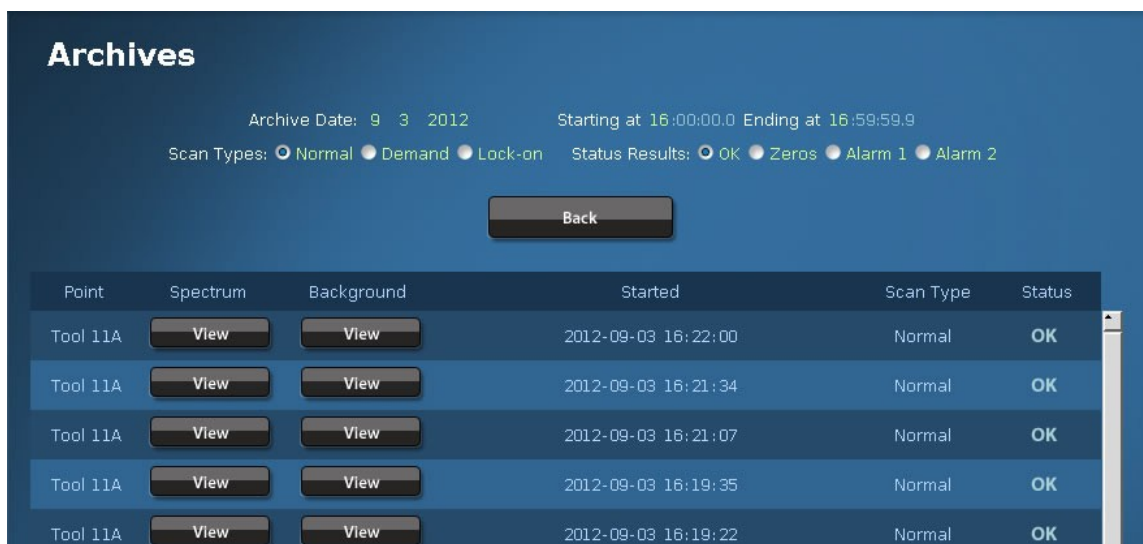 Archives
Archive Date: 9 3 2012 Starting at 16:00:00.0 Ending at 16:59:59.9
Scan Types: Normal Demand Lock-on Status Results: OK Zeros Alarm 1 Alarm 2
Back
Point Spectrum Background Started Scan Type Status
Tool 11A View View 2012-09-03 16:22:00 Normal OK
Tool 11A View View 2012-09-03 16:21:34 Normal OK
Tool 11A View View 2012-09-03 16:21:07 Normal OK
Tool 11A View View 2012-09-03 16:19:35 Normal OK
Tool 11A View View 2012-09-03 16:19:22 Normal OK